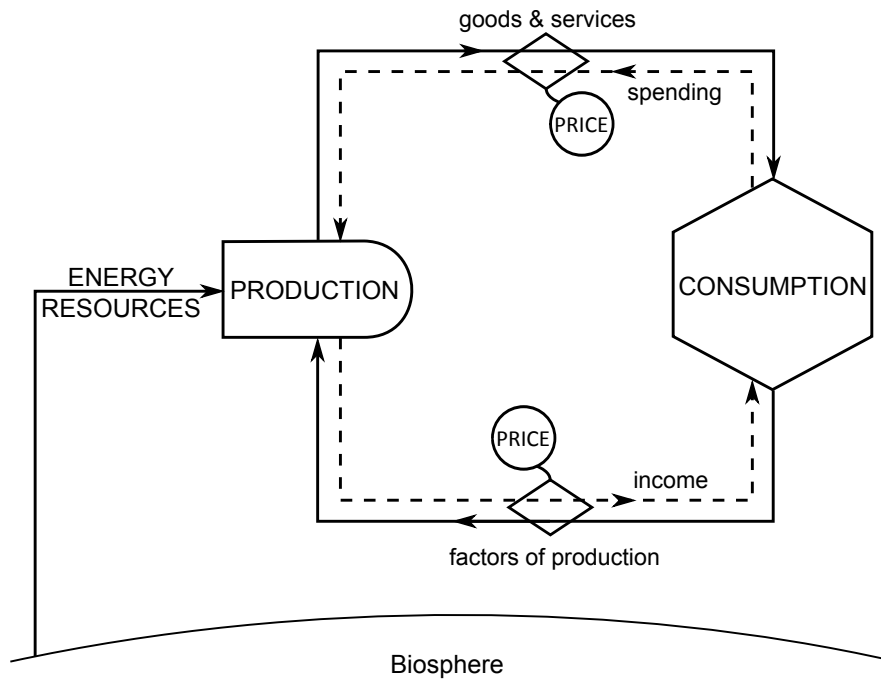 goods & services
spending
PRICE
ENERGY
RESOURCES
PRODUCTION
CONSUMPTION
PRICE
income
factors of production
Biosphere